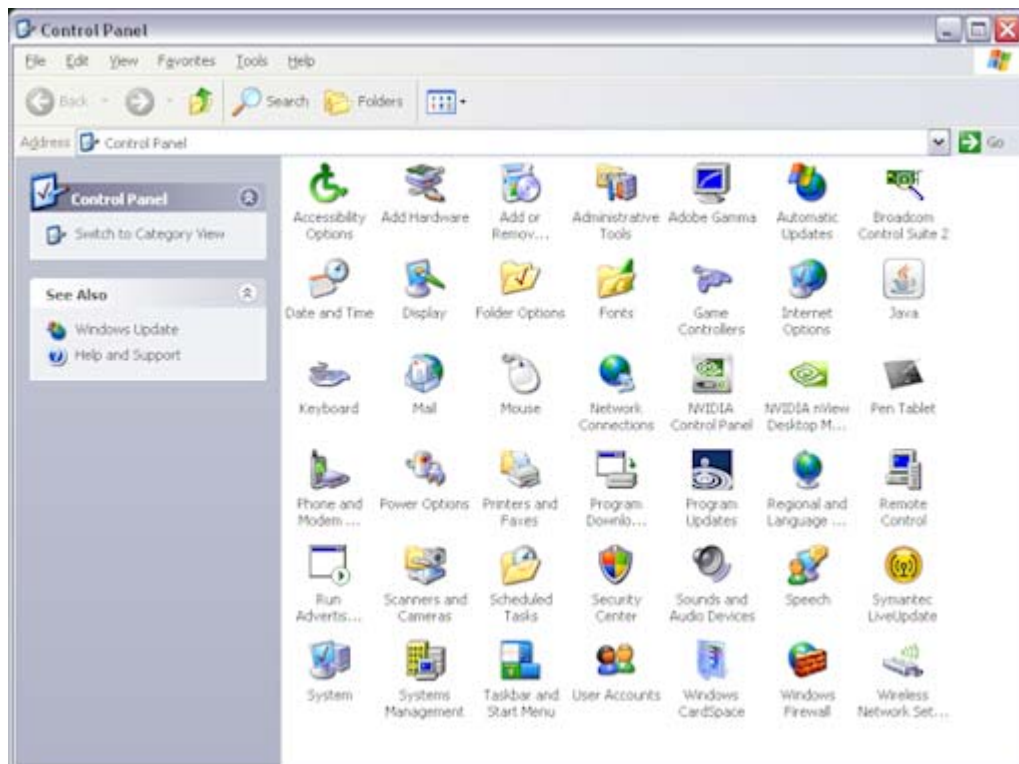 Control Panel
File Edit View Favorites Tools Help
Back Search Folders
Address Control Panel Go
Control Panel
Switch to Category View
See Also
Windows Update
Help and Support
Accessibility Options
Add Hardware
Add or Remov...
Administrative Tools
Adobe Gamma
Automatic Updates
Broadcom Control Suite 2
Date and Time
Display
Folder Options
Fonts
Game Controllers
Internet Options
Java
Keyboard
Mail
Mouse
Network Connections
NVIDIA Control Panel
NVIDIA nView Desktop M...
Pen Tablet
Phone and Modem ...
Power Options
Printers and Faxes
Program Downlo...
Program Updates
Regional and Language ...
Remote Control
Run Advertis...
Scanners and Cameras
Scheduled Tasks
Security Center
Sounds and Audio Devices
Speech
Symantec LiveUpdate
System
Systems Management
Taskbar and Start Menu
User Accounts
Windows CardSpace
Windows Firewall
Wireless Network Set...